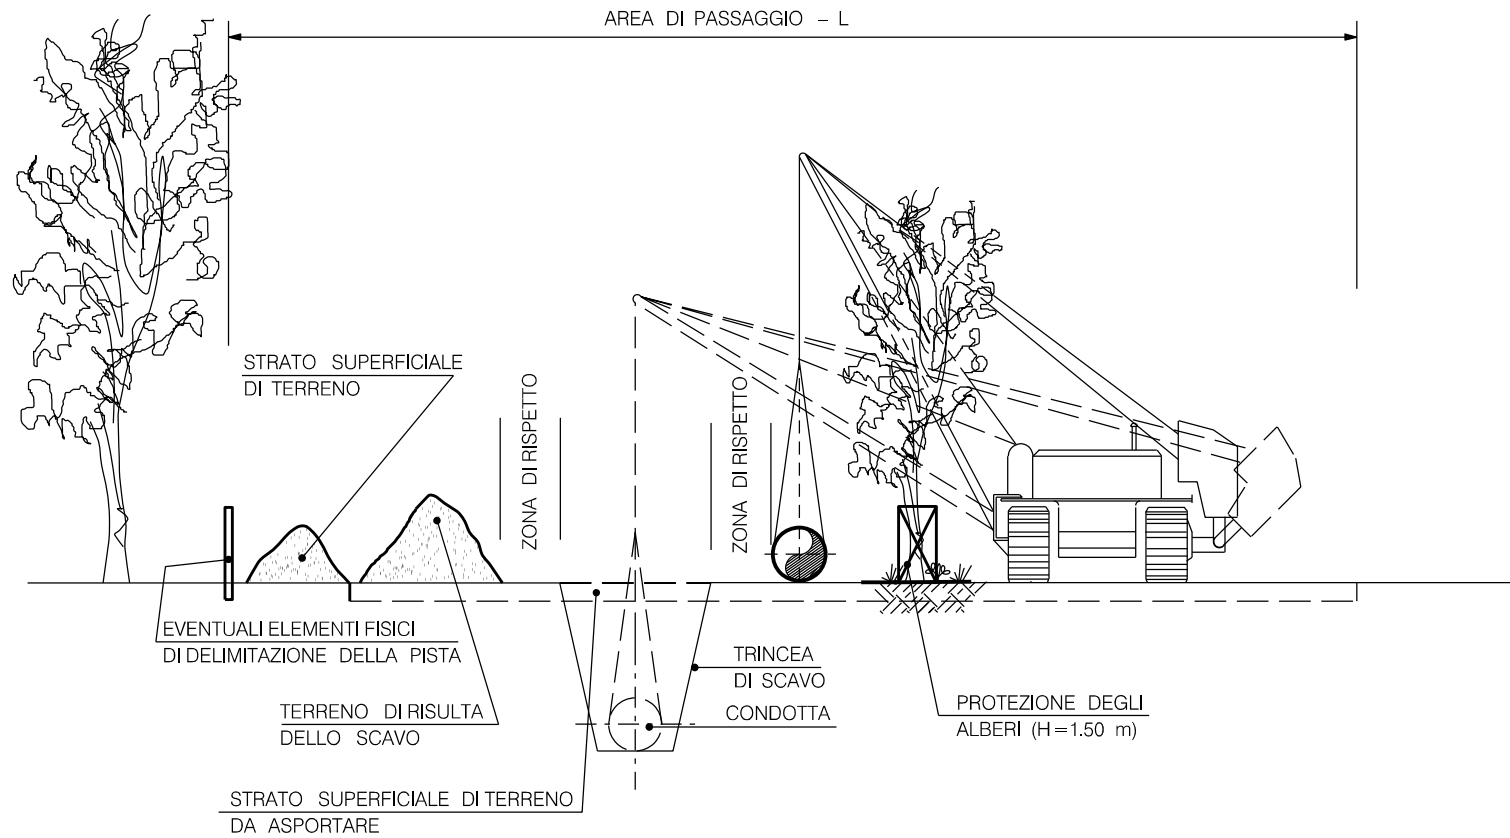 AREA DI PASSAGGIO – L
STRATO SUPERFICIALE
DI TERRENO
ZONA DI RISPETTO
ZONA DI RISPETTO
EVENTUALI ELEMENTI FISICI
DI DELIMITAZIONE DELLA PISTA
TRINCEA
DI SCAVO
TERRENO DI RISULTA
DELLO SCAVO
CONDOTTA
PROTEZIONE DEGLI
ALBERI (H=1.50 m)
STRATO SUPERFICIALE DI TERRENO
DA ASPORTARE